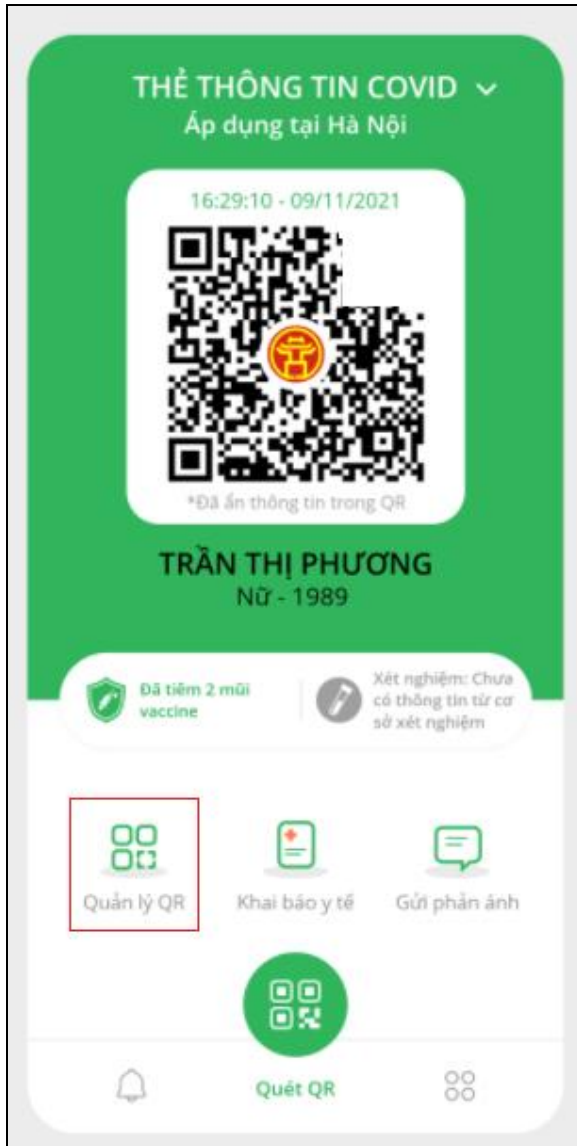 THẺ THÔNG TIN COVID
Áp dụng tại Hà Nội
16:29:10 - 09/11/2021
*Đã ẩn thông tin trong QR
TRẦN THỊ PHƯƠNG
Nữ - 1989
Đã tiêm 2 mũi
vaccine
Xét nghiệm: Chưa
có thông tin từ cơ
sở xét nghiệm
Quản lý QR
Khai báo y tế
Gửi phản ánh
Quét QR